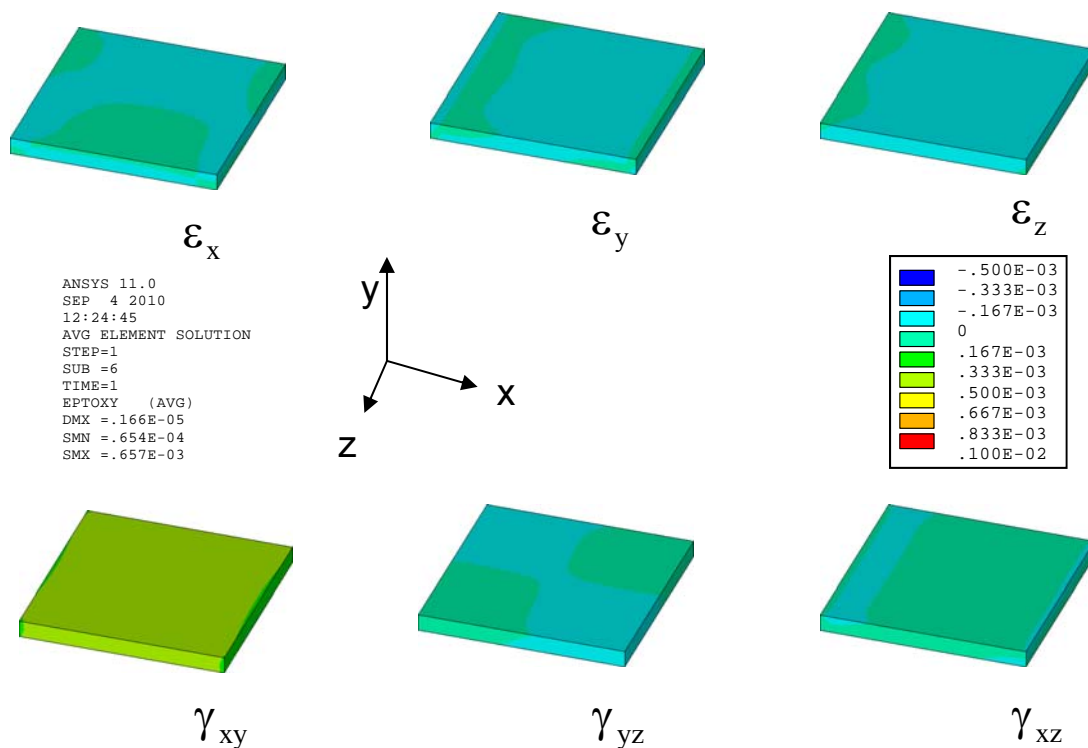 εx
εy
εz
ANSYS 11.0
SEP 4 2010
12:24:45
AVG ELEMENT SOLUTION
STEP=1
SUB =6
TIME=1
EPTOXY (AVG)
DMX =.166E-05
SMN =.654E-04
SMX =.657E-03
y
x
z
-.500E-03
-.333E-03
-.167E-03
0
.167E-03
.333E-03
.500E-03
.667E-03
.833E-03
.100E-02
γxy
γyz
γxz